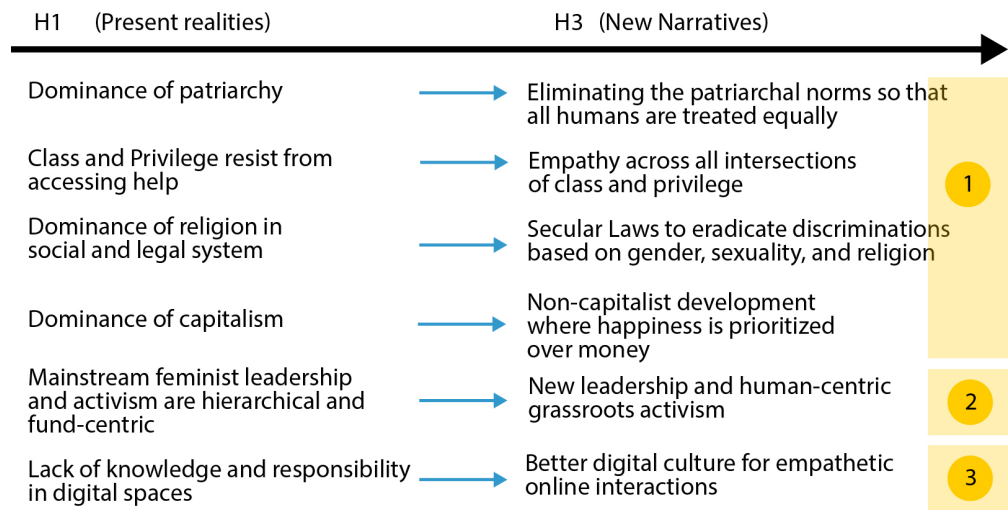 H1 (Present realities)
H3 (New Narratives)
Dominance of patriarchy
Eliminating the patriarchal norms so that
all humans are treated equally
Class and Privilege resist from
accessing help
Empathy across all intersections
of class and privilege
1
Dominance of religion in
social and legal system
Secular Laws to eradicate discriminations
based on gender, sexuality, and religion
Dominance of capitalism
Non-capitalist development
where happiness is prioritized
over money
Mainstream feminist leadership
and activism are hierarchical and
fund-centric
New leadership and human-centric
grassroots activism
2
Lack of knowledge and responsibility
in digital spaces
Better digital culture for empathetic
online interactions
3